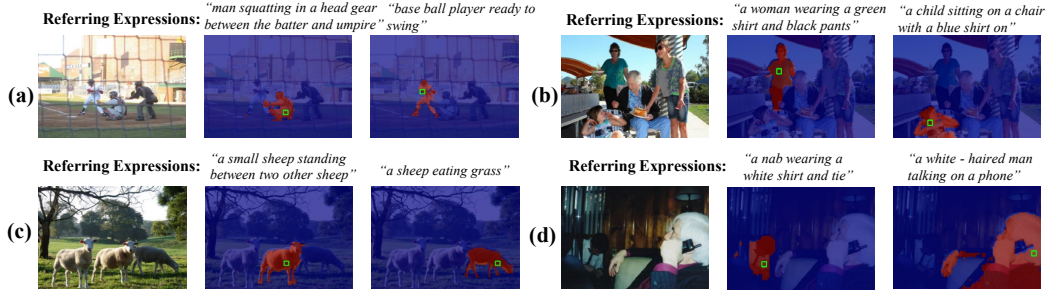 Referring Expressions:
“man squatting in a head gear
between the batter and umpire”
“base ball player ready to
swing”
(a)
Referring Expressions:
“a woman wearing a green
shirt and black pants”
“a child sitting on a chair
with a blue shirt on”
(b)
Referring Expressions:
“a small sheep standing
between two other sheep”
“a sheep eating grass”
(c)
Referring Expressions:
“a nab wearing a
white shirt and tie”
“a white - haired man
talking on a phone”
(d)